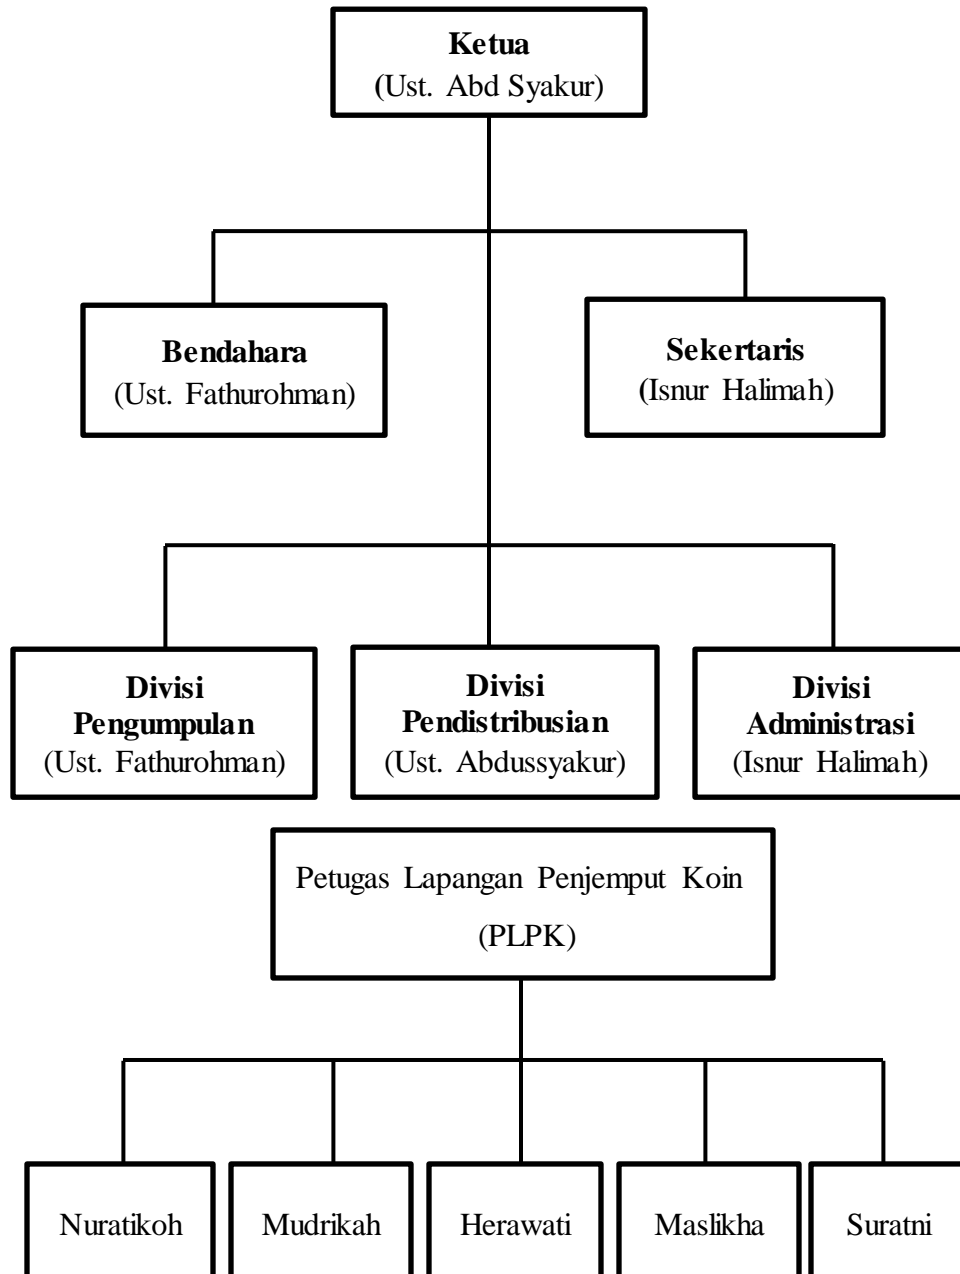 Ketua
(Ust. Abd Syakur)
Bendahara
(Ust. Fathurohman)
Sekertaris
(Isnur Halimah)
Divisi
Pengumpulan
(Ust. Fathurohman)
Divisi
Pendistribusian
(Ust. Abdussyakur)
Divisi
Administrasi
(Isnur Halimah)
Petugas Lapangan Penjemput Koin
(PLPK)
Nuratikoh
Mudrikah
Herawati
Maslikha
Suratni